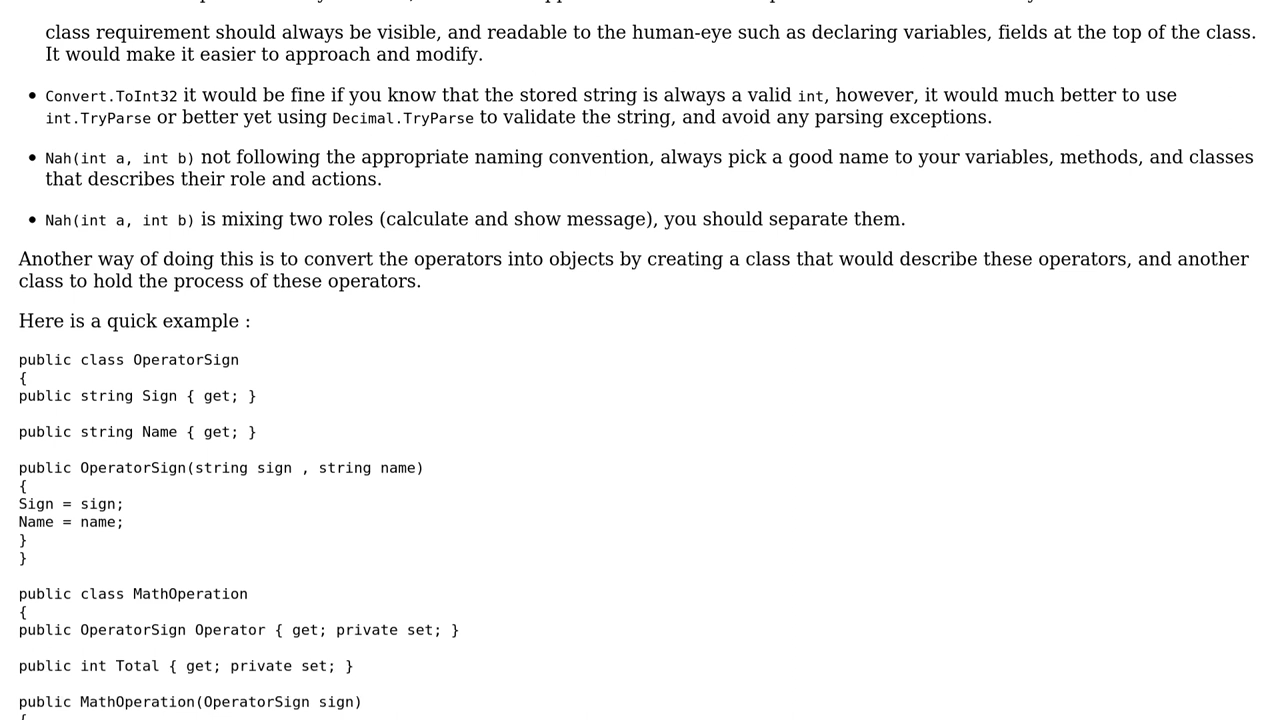 class requirement should always be visible, and readable to the human-eye such as declaring variables, fields at the top of the class.
It would make it easier to approach and modify.
• Convert.ToInt32 it would be fine if you know that the stored string is always a valid int, however, it would much better to use
int.TryParse or better yet using Decimal.TryParse to validate the string, and avoid any parsing exceptions.
• Nah(int a, int b) not following the appropriate naming convention, always pick a good name to your variables, methods, and classes
that describes their role and actions.
• Nah(int a, int b) is mixing two roles (calculate and show message), you should separate them.
Another way of doing this is to convert the operators into objects by creating a class that would describe these operators, and another
class to hold the process of these operators.
Here is a quick example :
public class OperatorSign
{
public string Sign { get; }
public string Name { get; }
public OperatorSign(string sign , string name)
{
Sign = sign;
Name = name;
}
}
public class MathOperation
{
public OperatorSign Operator { get; private set; }
public int Total { get; private set; }
public MathOperation(OperatorSign sign)
{